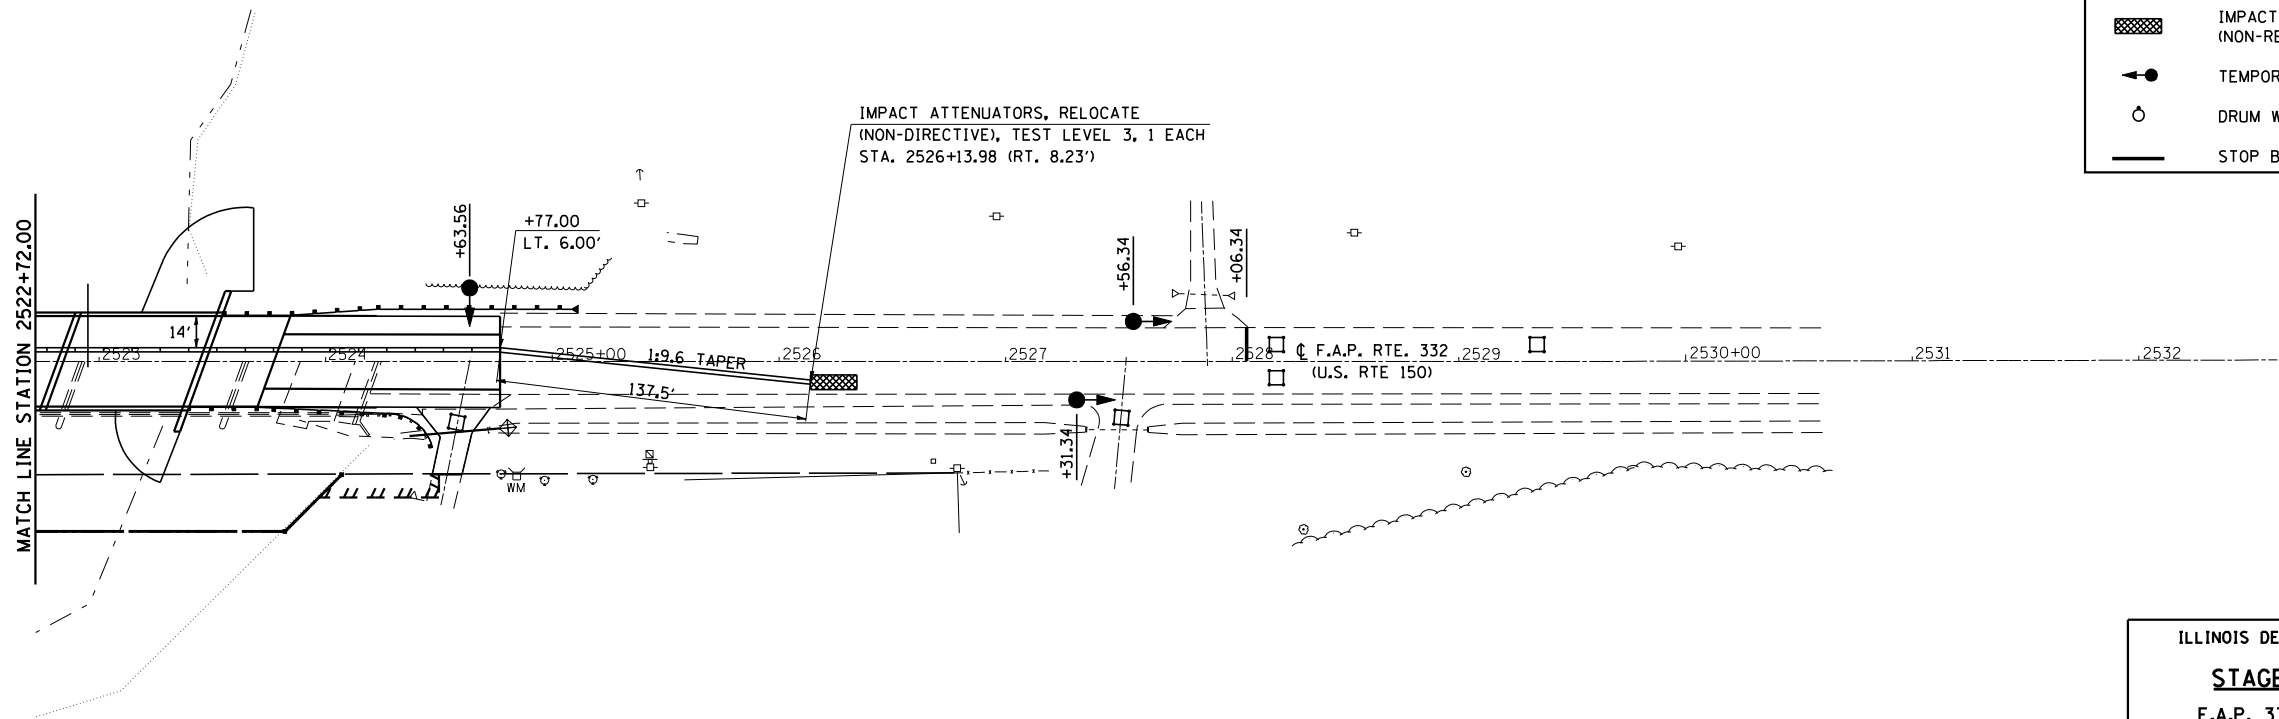 IMPACT
(NON-RE
TEMPOR
DRUM W
STOP B
IMPACT ATTENUATORS, RELOCATE
(NON-DIRECTIVE), TEST LEVEL 3, 1 EACH
STA. 2526+13.98 (RT. 8.23')
MATCH LINE STATION 2522+72.00
+63.56
+77.00
LT. 6.00'
+56.34
+06.34
14'
2523
2524
2525+00
2526
2527
2528
2529
2530+00
2531
2532
1:9.6 TAPER
137.5'
℄ F.A.P. RTE. 332
(U.S. RTE 150)
+31.34
WM
ILLINOIS DE
STAGE
F.A.P. 3